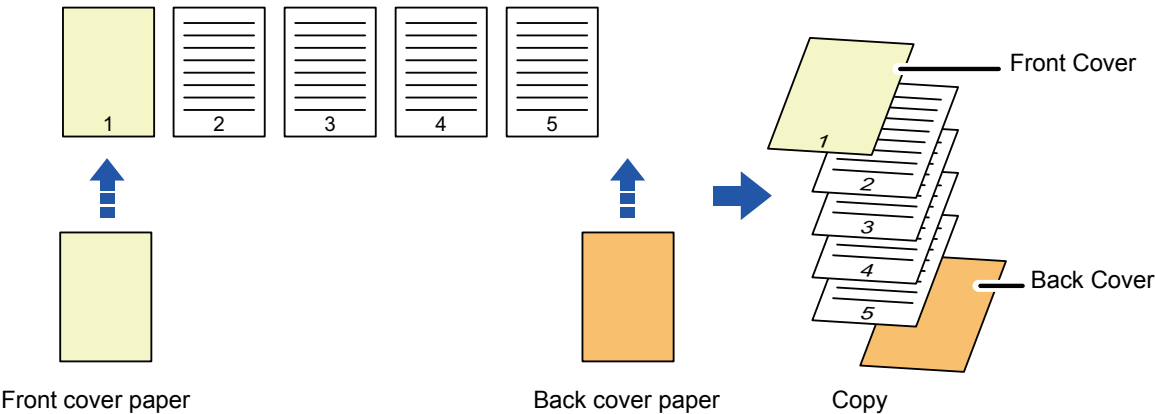 1 2 3 4 5
Front cover paper
Back cover paper
Front Cover
1
2
3
4
5
Back Cover
Copy